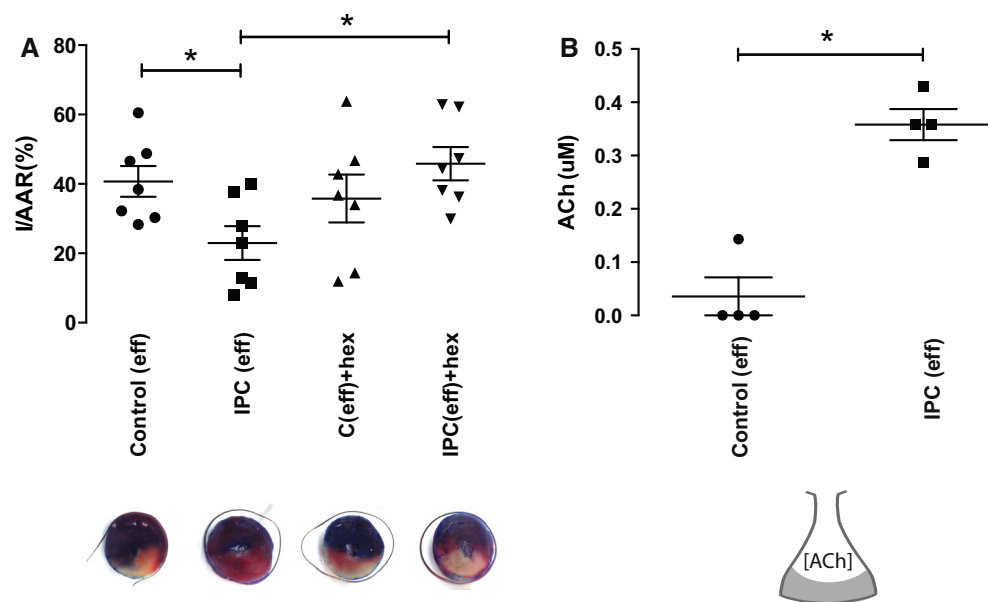 A
*
*
I/AAR(%)
80
60
40
20
0
Control (eff)
IPC (eff)
C(eff)+hex
IPC(eff)+hex
B
*
ACh (uM)
0.5
0.4
0.3
0.2
0.1
0.0
Control (eff)
IPC (eff)
[ACh]